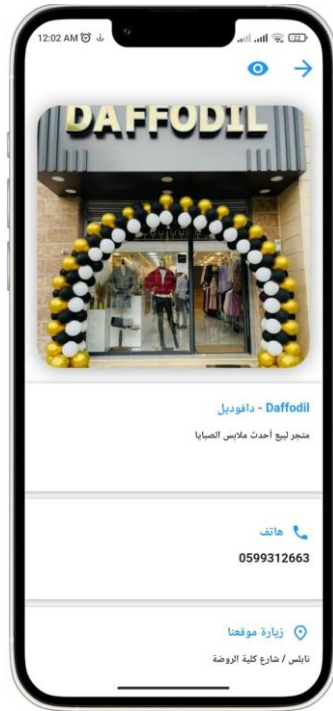 12:02 AM
22
DAFFODIL
Daffodil - دافوديل
متجر لبيع أحدث ملابس الصبايا
هاتف
0599312663
زيارة موقعنا
نابلس / شارع كلية الروضة